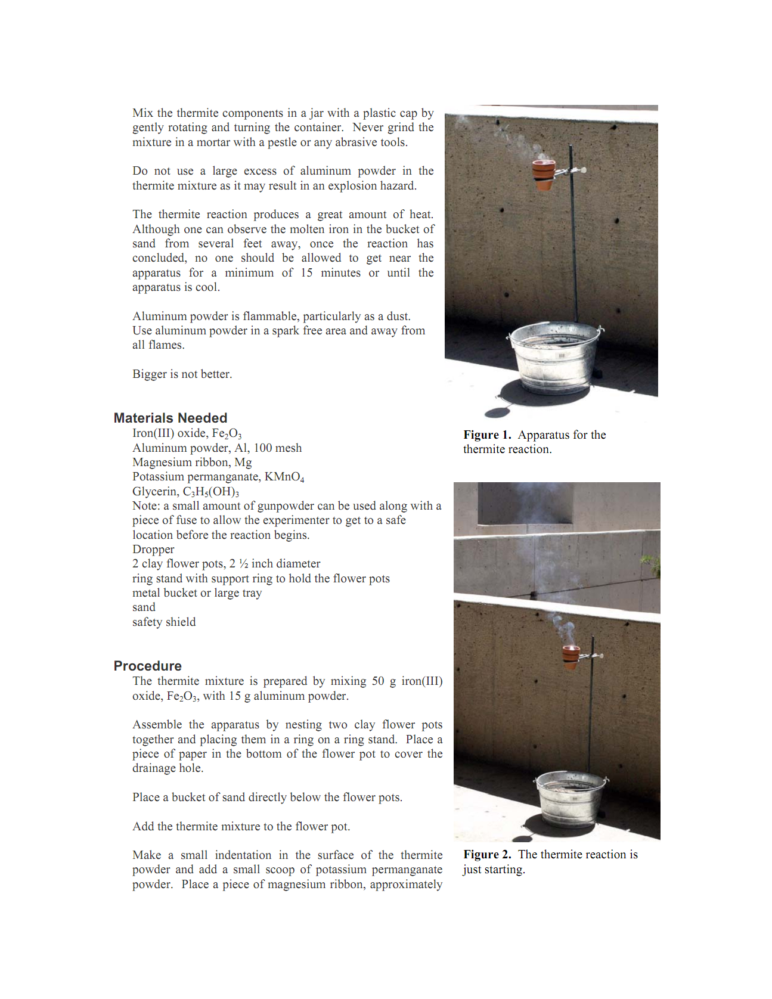 Mix the thermite components in a jar with a plastic cap by
gently rotating and turning the container. Never grind the
mixture in a mortar with a pestle or any abrasive tools.
Do not use a large excess of aluminum powder in the
thermite mixture as it may result in an explosion hazard.
The thermite reaction produces a great amount of heat.
Although one can observe the molten iron in the bucket of
sand from several feet away, once the reaction has
concluded, no one should be allowed to get near the
apparatus for a minimum of 15 minutes or until the
apparatus is cool.
Aluminum powder is flammable, particularly as a dust.
Use aluminum powder in a spark free area and away from
all flames.
Bigger is not better.
Materials Needed
Iron(III) oxide, Fe₂O₃
Aluminum powder, Al, 100 mesh
Magnesium ribbon, Mg
Potassium permanganate, KMnO₄
Glycerin, C₃H₅(OH)₃
Note: a small amount of gunpowder can be used along with a
piece of fuse to allow the experimenter to get to a safe
location before the reaction begins.
Dropper
2 clay flower pots, 2 ½ inch diameter
ring stand with support ring to hold the flower pots
metal bucket or large tray
sand
safety shield
Procedure
The thermite mixture is prepared by mixing 50 g iron(III)
oxide, Fe₂O₃, with 15 g aluminum powder.
Assemble the apparatus by nesting two clay flower pots
together and placing them in a ring on a ring stand. Place a
piece of paper in the bottom of the flower pot to cover the
drainage hole.
Place a bucket of sand directly below the flower pots.
Add the thermite mixture to the flower pot.
Make a small indentation in the surface of the thermite
powder and add a small scoop of potassium permanganate
powder. Place a piece of magnesium ribbon, approximately
Figure 1. Apparatus for the
thermite reaction.
Figure 2. The thermite reaction is
just starting.